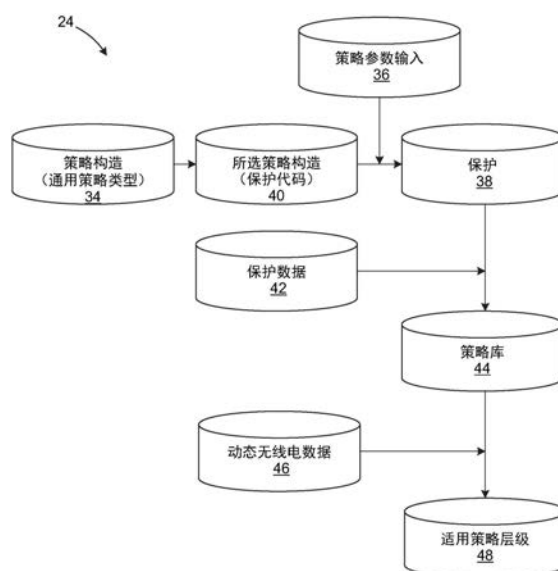 24
策略参数输入
36
策略构造
（通用策略类型）
34
所选策略构造
（保护代码）
40
保护
38
保护数据
42
策略库
44
动态无线电数据
46
适用策略层级
48